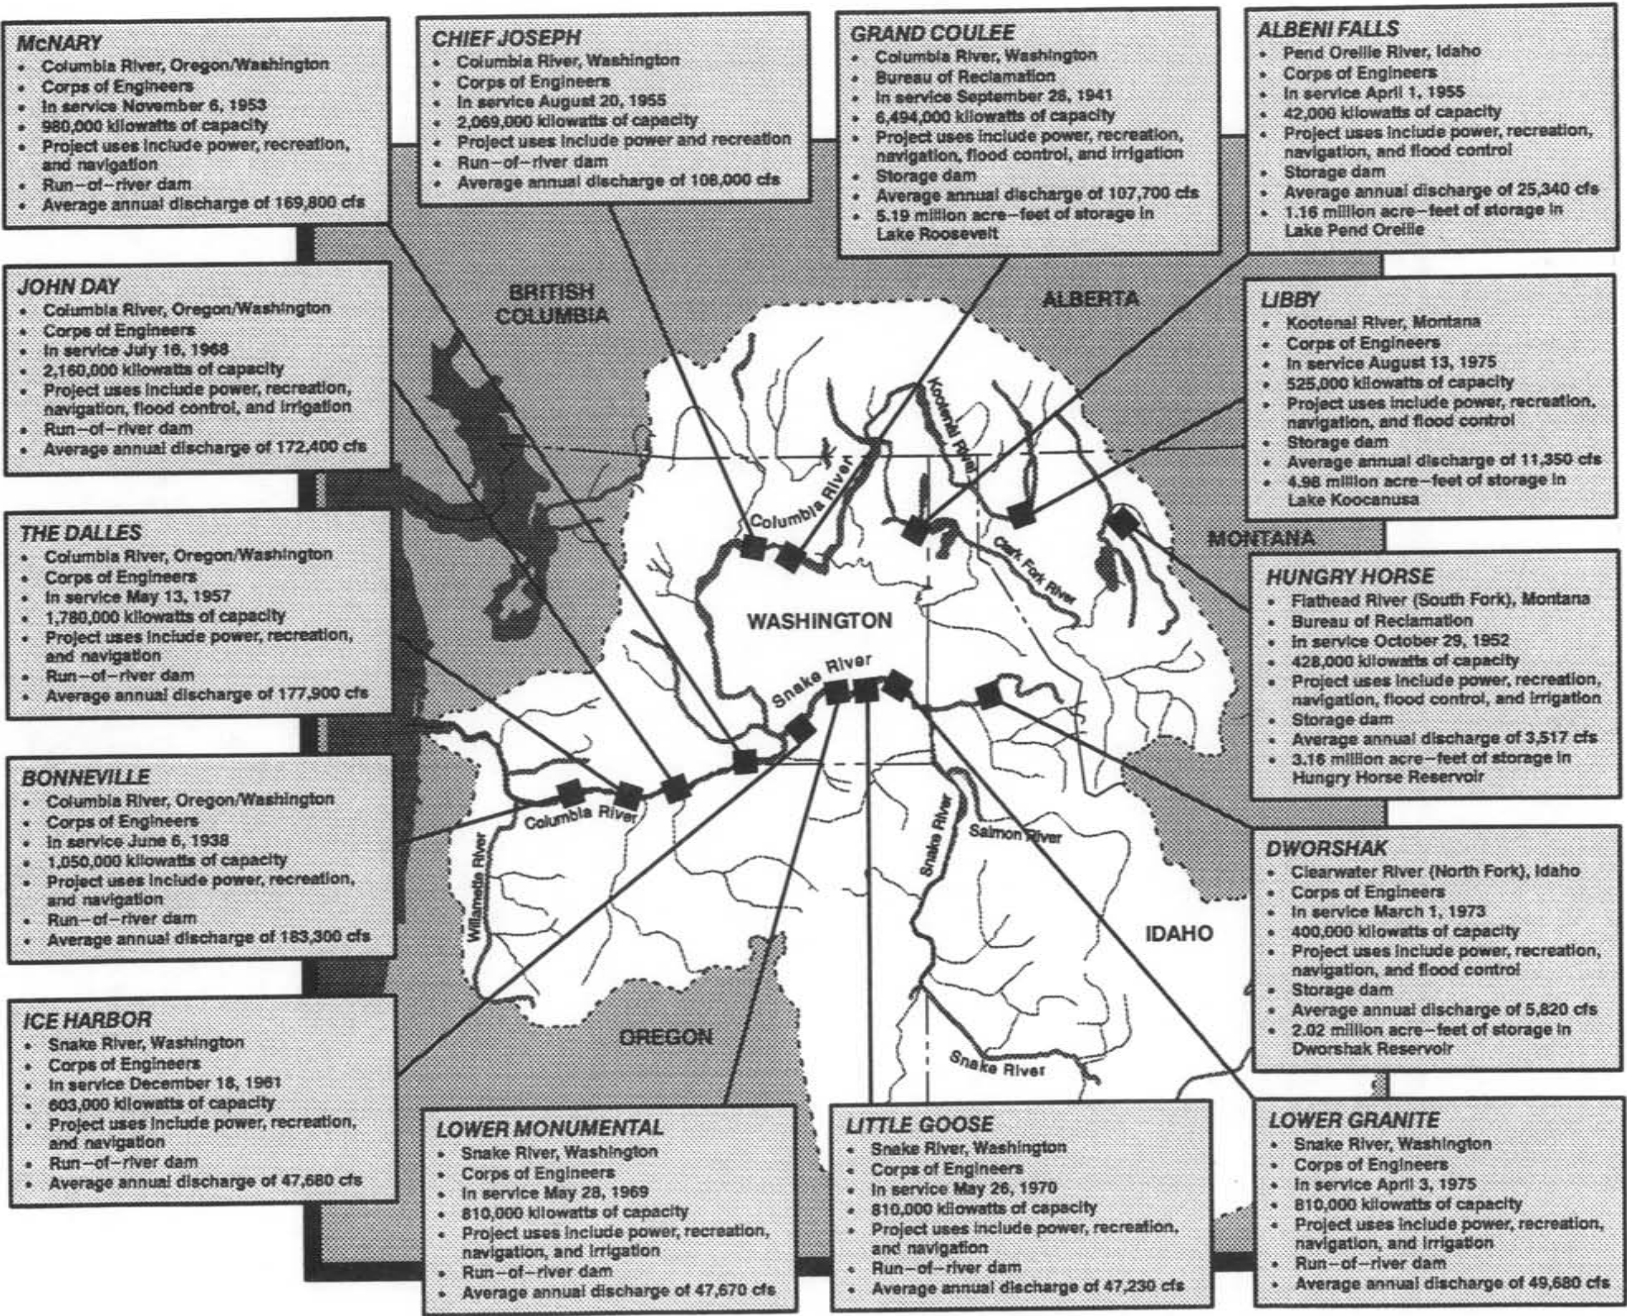 McNARY
• Columbia River, Oregon/Washington
• Corps of Engineers
• In service November 6, 1953
• 980,000 kilowatts of capacity
• Project uses include power, recreation,
and navigation
• Run-of-river dam
• Average annual discharge of 169,800 cfs
CHIEF JOSEPH
• Columbia River, Washington
• Corps of Engineers
• In service August 20, 1955
• 2,069,000 kilowatts of capacity
• Project uses include power and recreation
• Run-of-river dam
• Average annual discharge of 108,000 cfs
GRAND COULEE
• Columbia River, Washington
• Bureau of Reclamation
• In service September 28, 1941
• 6,494,000 kilowatts of capacity
• Project uses include power, recreation,
navigation, flood control, and irrigation
• Storage dam
• Average annual discharge of 107,700 cfs
• 5.19 million acre-feet of storage in
Lake Roosevelt
ALBENI FALLS
• Pend Oreille River, Idaho
• Corps of Engineers
• In service April 1, 1955
• 42,000 kilowatts of capacity
• Project uses include power, recreation,
navigation, and flood control
• Storage dam
• Average annual discharge of 25,340 cfs
• 1.16 million acre-feet of storage in
Lake Pend Oreille
JOHN DAY
• Columbia River, Oregon/Washington
• Corps of Engineers
• In service July 16, 1968
• 2,160,000 kilowatts of capacity
• Project uses include power, recreation,
navigation, flood control, and irrigation
• Run-of-river dam
• Average annual discharge of 172,400 cfs
LIBBY
• Kootenai River, Montana
• Corps of Engineers
• In service August 13, 1975
• 525,000 kilowatts of capacity
• Project uses include power, recreation,
navigation, and flood control
• Storage dam
• Average annual discharge of 11,350 cfs
• 4.98 million acre-feet of storage in
Lake Koocanusa
THE DALLES
• Columbia River, Oregon/Washington
• Corps of Engineers
• In service May 13, 1957
• 1,780,000 kilowatts of capacity
• Project uses include power, recreation,
and navigation
• Run-of-river dam
• Average annual discharge of 177,900 cfs
HUNGRY HORSE
• Flathead River (South Fork), Montana
• Bureau of Reclamation
• In service October 29, 1952
• 428,000 kilowatts of capacity
• Project uses include power, recreation,
navigation, flood control, and irrigation
• Storage dam
• Average annual discharge of 3,517 cfs
• 3.16 million acre-feet of storage in
Hungry Horse Reservoir
BONNEVILLE
• Columbia River, Oregon/Washington
• Corps of Engineers
• In service June 6, 1938
• 1,050,000 kilowatts of capacity
• Project uses include power, recreation,
and navigation
• Run-of-river dam
• Average annual discharge of 183,300 cfs
DWORSHAK
• Clearwater River (North Fork), Idaho
• Corps of Engineers
• In service March 1, 1973
• 400,000 kilowatts of capacity
• Project uses include power, recreation,
navigation, and flood control
• Storage dam
• Average annual discharge of 5,820 cfs
• 2.02 million acre-feet of storage in
Dworshak Reservoir
ICE HARBOR
• Snake River, Washington
• Corps of Engineers
• In service December 18, 1961
• 603,000 kilowatts of capacity
• Project uses include power, recreation,
and navigation
• Run-of-river dam
• Average annual discharge of 47,680 cfs
LOWER MONUMENTAL
• Snake River, Washington
• Corps of Engineers
• In service May 28, 1969
• 810,000 kilowatts of capacity
• Project uses include power, recreation,
navigation, and irrigation
• Run-of-river dam
• Average annual discharge of 47,670 cfs
LITTLE GOOSE
• Snake River, Washington
• Corps of Engineers
• In service May 26, 1970
• 810,000 kilowatts of capacity
• Project uses include power, recreation,
and navigation
• Run-of-river dam
• Average annual discharge of 47,230 cfs
LOWER GRANITE
• Snake River, Washington
• Corps of Engineers
• In service April 3, 1975
• 810,000 kilowatts of capacity
• Project uses include power, recreation,
navigation, and irrigation
• Run-of-river dam
• Average annual discharge of 49,680 cfs
BRITISH
COLUMBIA
ALBERTA
MONTANA
WASHINGTON
IDAHO
OREGON
Kootenai River
Columbia River
Clark Fork River
Snake River
Columbia River
Willamette River
Snake River
Salmon River
Snake River